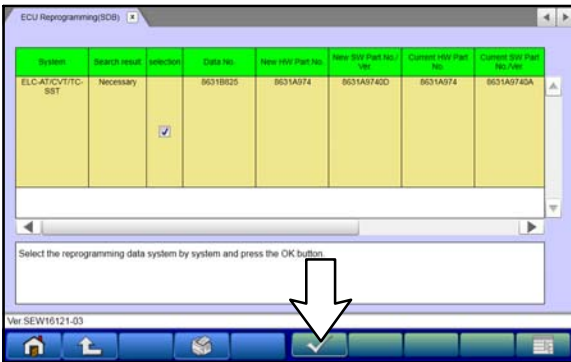 ECU Reprogramming(SDB) x
System Search result selection Data No. New HW Part No. New SW Part No./Ver. Current HW Part No. Current SW Part No./Ver.
ELC-AT/CVT/TC-SST Necessary 8631B825 8631A974 8631A9740D 8631A974 8631A9740A
Select the reprogramming data system by system and press the OK button.
Ver.SEW16121-03